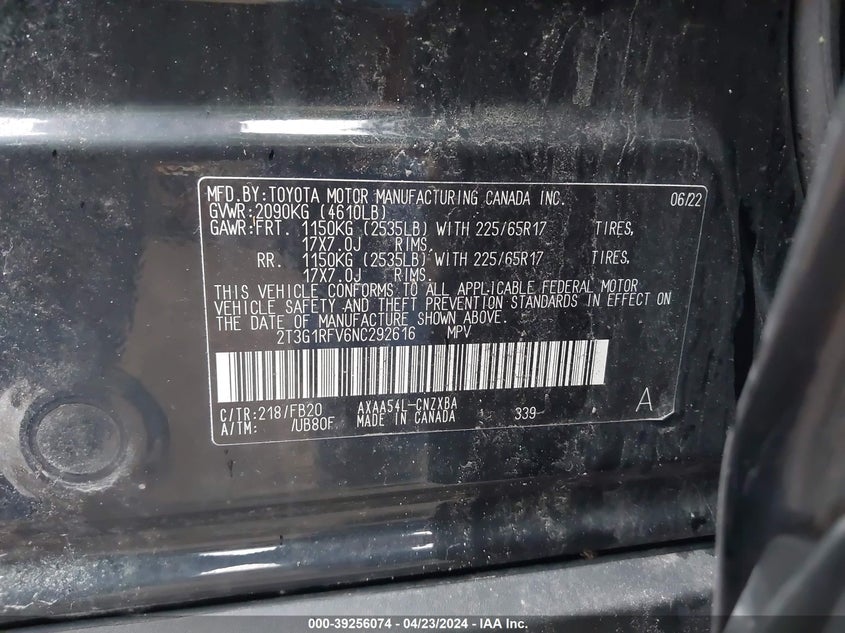 MFD.BY:TOYOTA MOTOR MANUFACTURING CANADA INC. 06/22
GVWR:2090KG (4610LB)
GAWR:FRT. 1150KG (2535LB) WITH 225/65R17 TIRES,
17X7.0J RIMS.
RR. 1150KG (2535LB) WITH 225/65R17 TIRES,
17X7.0J RIMS.
THIS VEHICLE CONFORMS TO ALL APPLICABLE FEDERAL MOTOR
VEHICLE SAFETY AND THEFT PREVENTION STANDARDS IN EFFECT ON
THE DATE OF MANUFACTURE SHOWN ABOVE.
2T3G1RFV6NC292616 MPV
C/TR:218/FB20 AXAA54L-CNZXBA 339- A
A/TM: /UB80F MADE IN CANADA
000-39256074 / 04/23/2024 - IAA Inc.